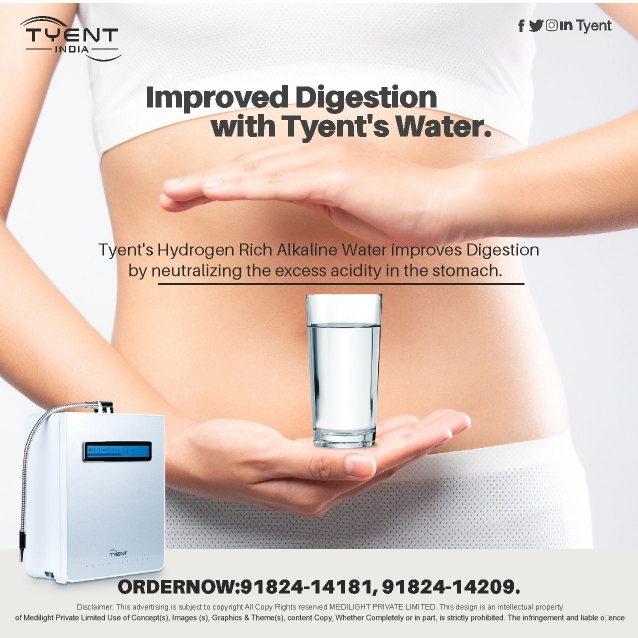 TYENT
INDIA
f in Tyent
Improved Digestion
with Tyent's Water.
Tyent's Hydrogen Rich Alkaline Water improves Digestion
by neutralizing the excess acidity in the stomach.
TYENT
ORDERNOW:91824-14181, 91824-14209.
Disclaimer: This advertising is subject to copyright All Copy Rights reserved MEDILIGHT PRIVATE LIMITED. This design is an intellectual property
of Medilight Private Limited Use of Concept(s), Images (s), Graphics & Theme(s), content Copy, Whether Completely or in part, is strictly prohibited. The infringement and liable o ence